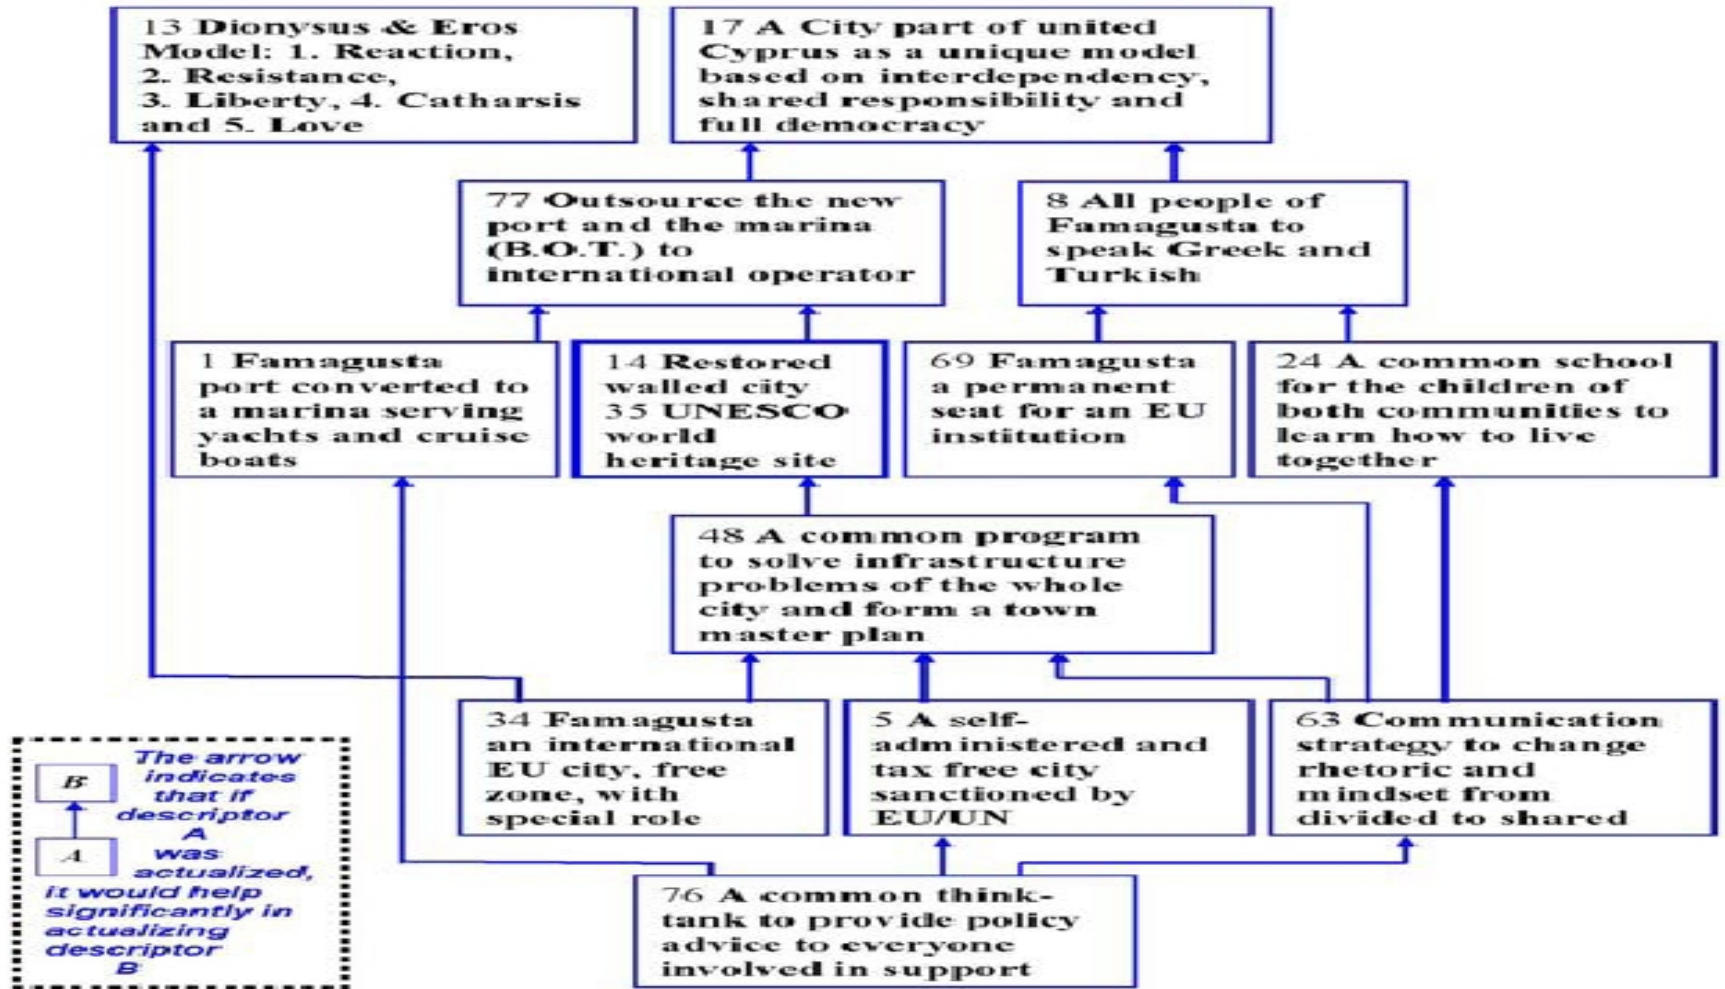 13 Dionysus & Eros
Model: 1. Reaction,
2. Resistance,
3. Liberty, 4. Catharsis
and 5. Love
17 A City part of united
Cyprus as a unique model
based on interdependency,
shared responsibility and
full democracy
77 Outsource the new
port and the marina
(B.O.T.) to
international operator
8 All people of
Famagusta to
speak Greek and
Turkish
1 Famagusta
port converted to
a marina serving
yachts and cruise
boats
14 Restored
walled city
35 UNESCO
world
heritage site
69 Famagusta
a permanent
seat for an EU
institution
24 A common school
for the children of
both communities to
learn how to live
together
48 A common program
to solve infrastructure
problems of the whole
city and form a town
master plan
34 Famagusta
an international
EU city, free
zone, with
special role
5 A self-
administered and
tax free city
sanctioned by
EU/UN
63 Communication
strategy to change
rhetoric and
mindset from
divided to shared
76 A common think-
tank to provide policy
advice to everyone
involved in support
B
A
The arrow
indicates
that if
descriptor
A
was
actualized,
it would help
significantly in
actualizing
descriptor
B